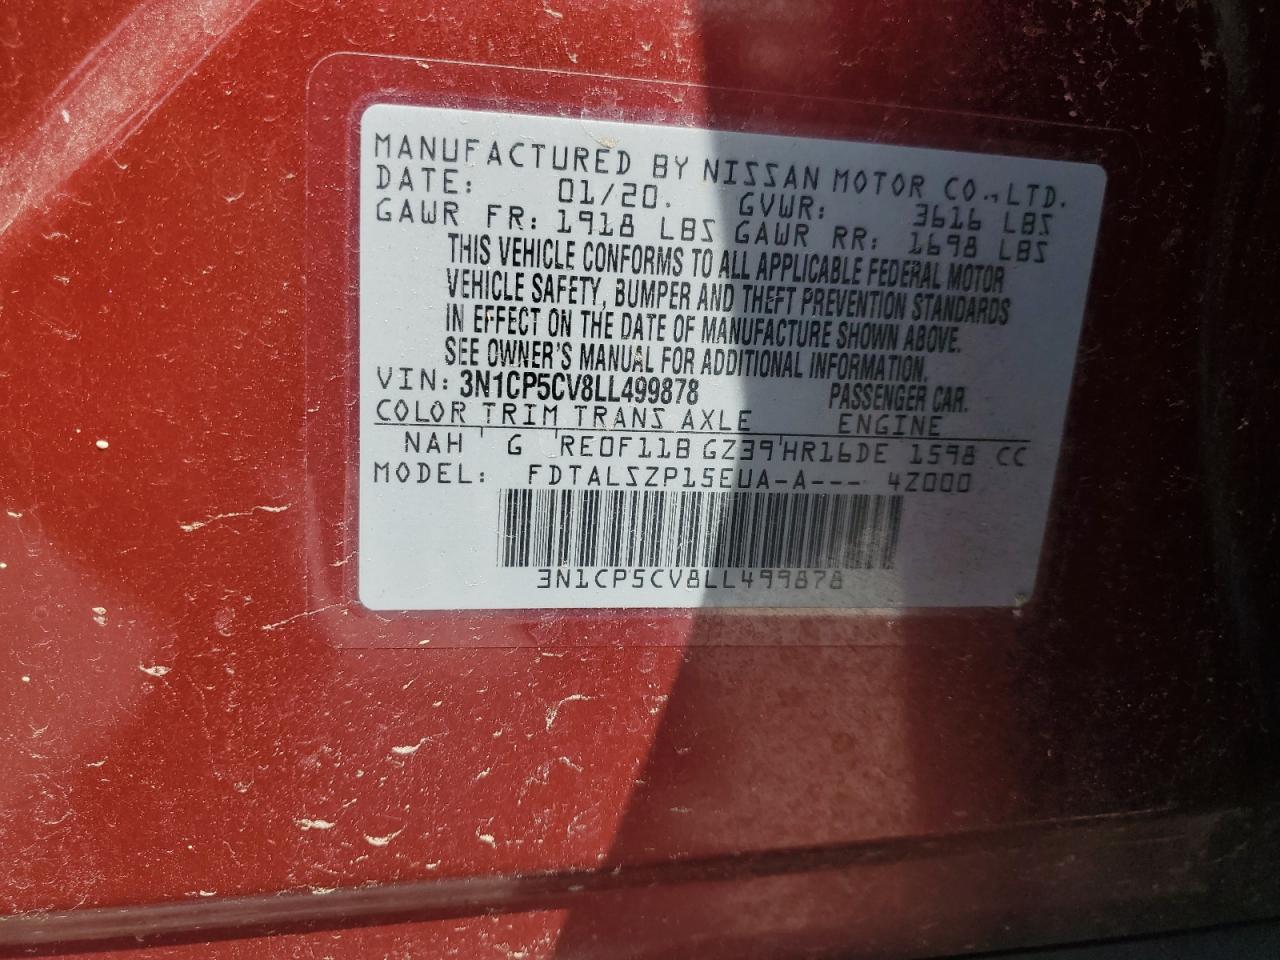 MANUFACTURED BY NISSAN MOTOR CO.,LTD.
DATE: 01/20. GVWR: 3616 LBS
GAWR FR: 1918 LBS GAWR RR: 1698 LBS
THIS VEHICLE CONFORMS TO ALL APPLICABLE FEDERAL MOTOR
VEHICLE SAFETY, BUMPER AND THEFT PREVENTION STANDARDS
IN EFFECT ON THE DATE OF MANUFACTURE SHOWN ABOVE.
SEE OWNER'S MANUAL FOR ADDITIONAL INFORMATION.
VIN: 3N1CP5CV8LL499878 PASSENGER CAR.
COLOR TRIM TRANS AXLE ENGINE
NAH ' G ' RE0F11B GZ39'HR16DE 1598 CC
MODEL: FDTALSZP15EUA-A--- 4Z000
3N1CP5CV8LL499878